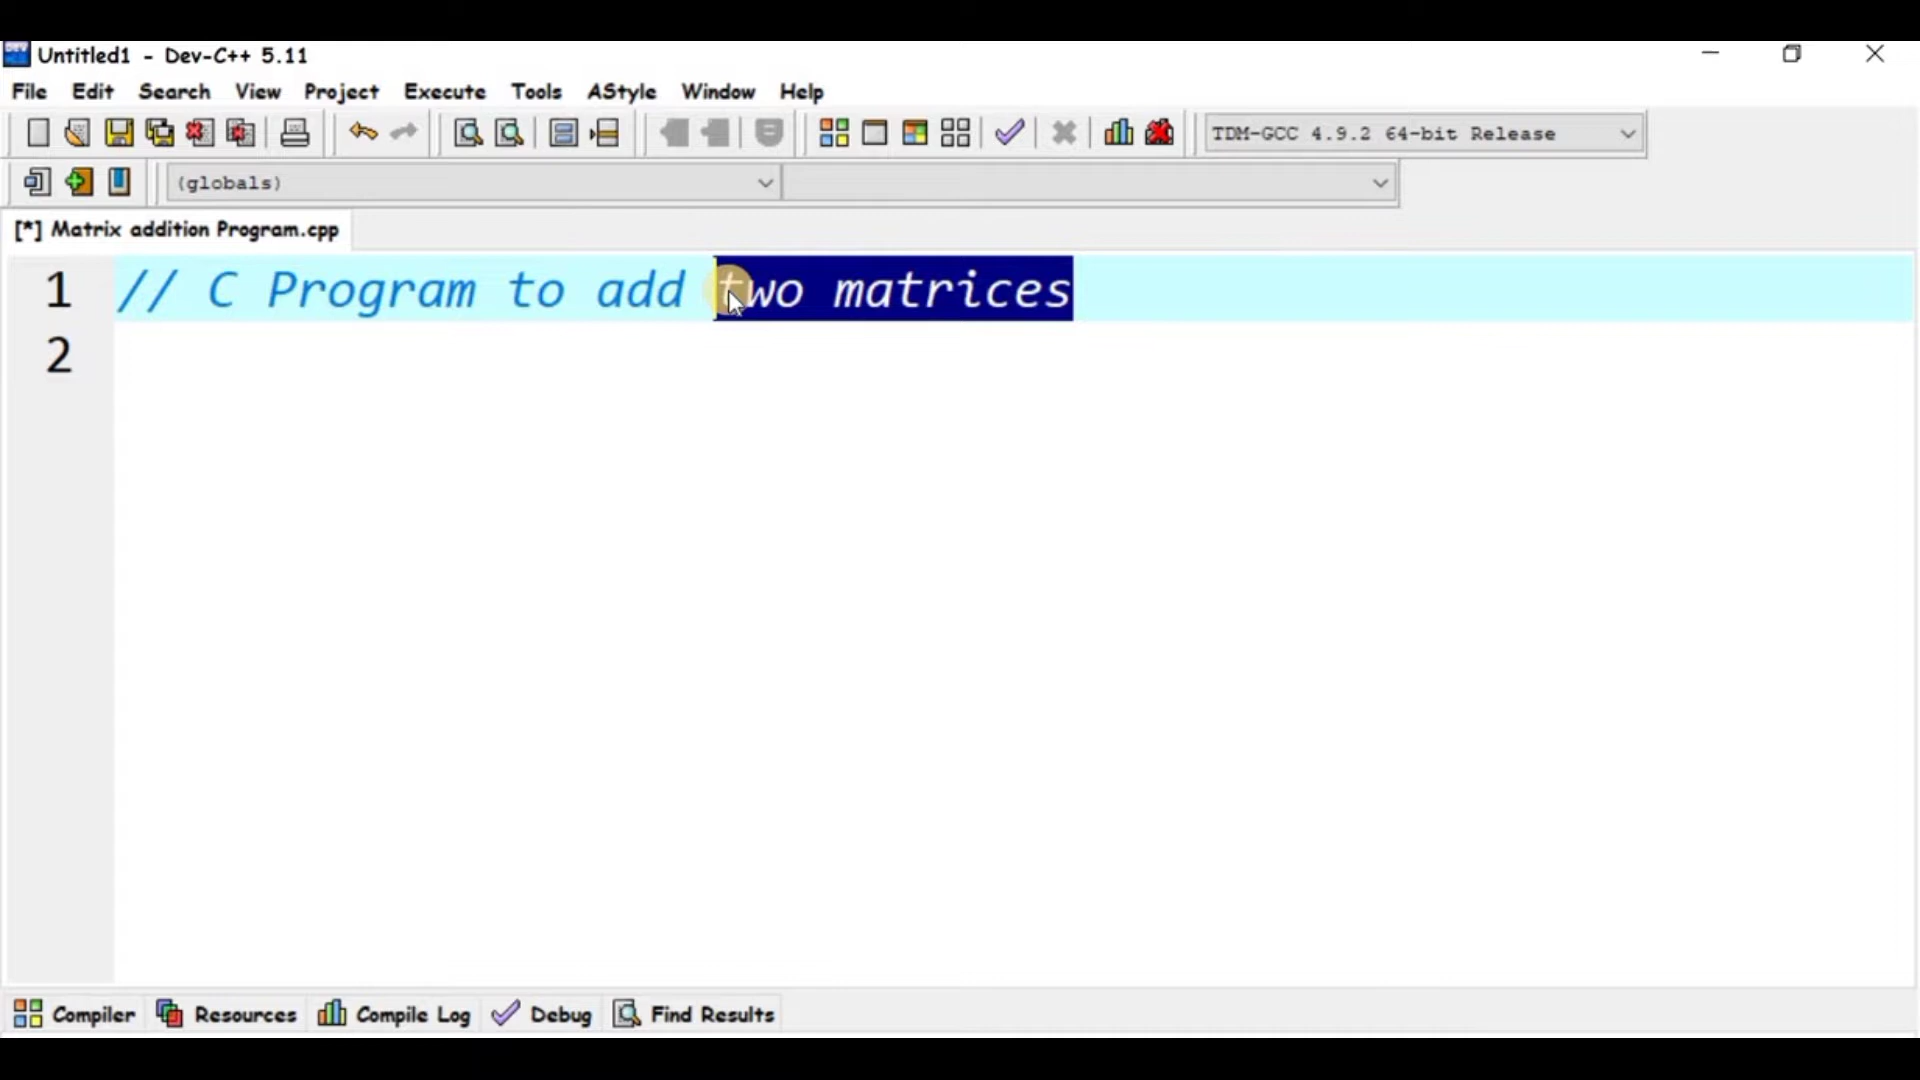 Untitled1 - Dev-C++ 5.11
File Edit Search View Project Execute Tools AStyle Window Help
TDM-GCC 4.9.2 64-bit Release
(globals)
[*] Matrix addition Program.cpp
1 // C Program to add two matrices
2
Compiler Resources Compile Log Debug Find Results